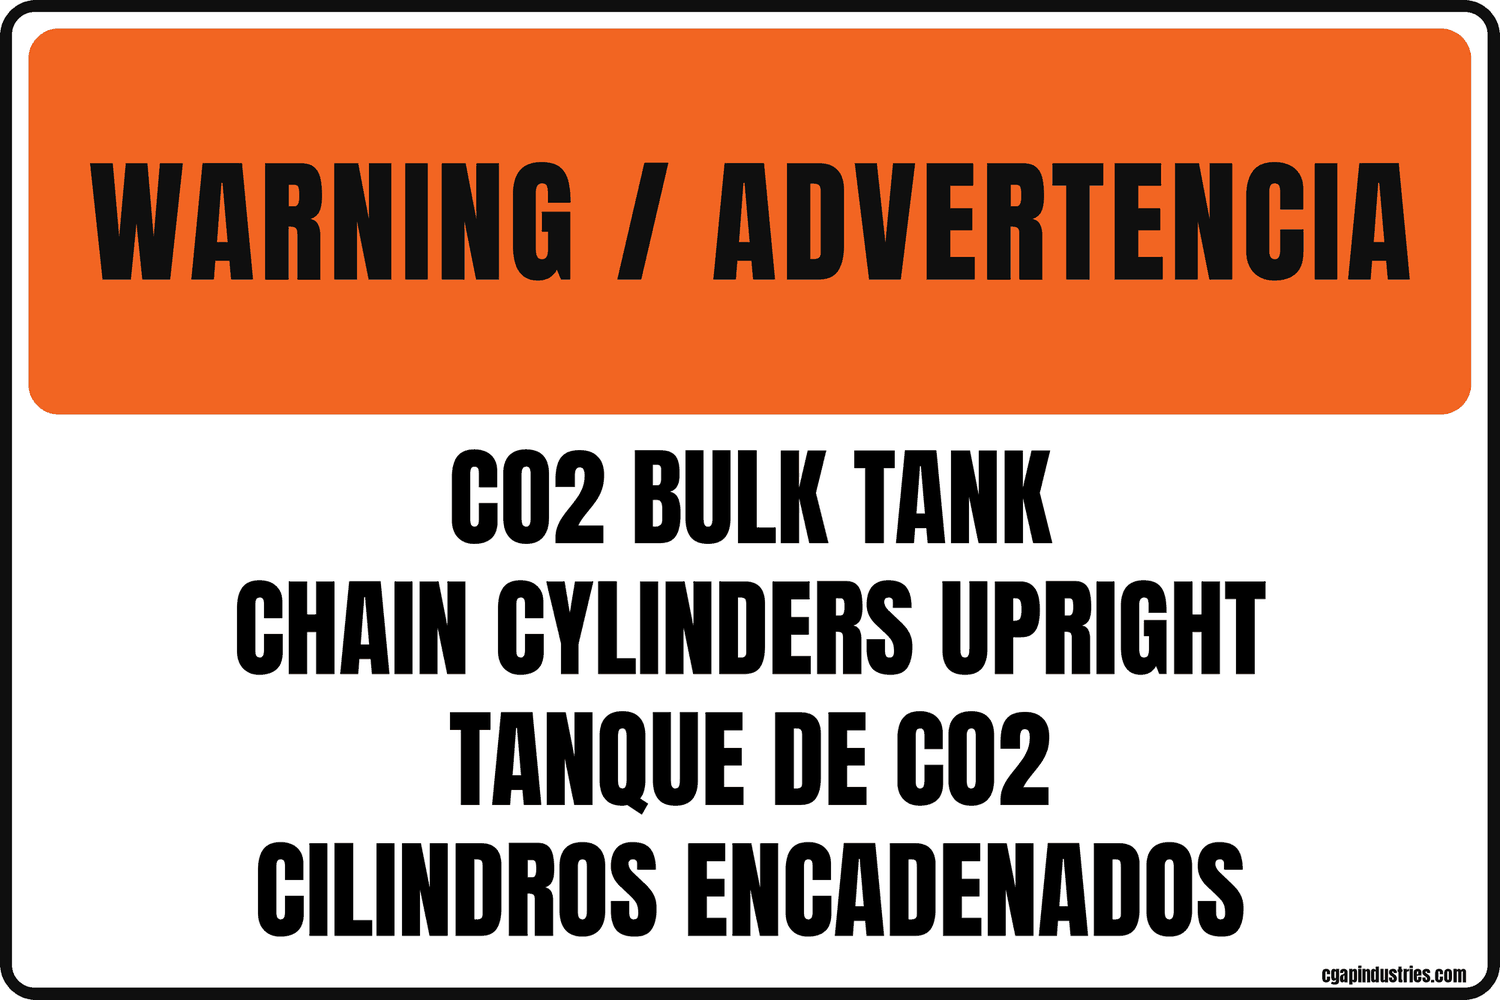 WARNING / ADVERTENCIA
CO2 BULK TANK
CHAIN CYLINDERS UPRIGHT
TANQUE DE CO2
CILINDROS ENCADENADOS
cgapindustries.com